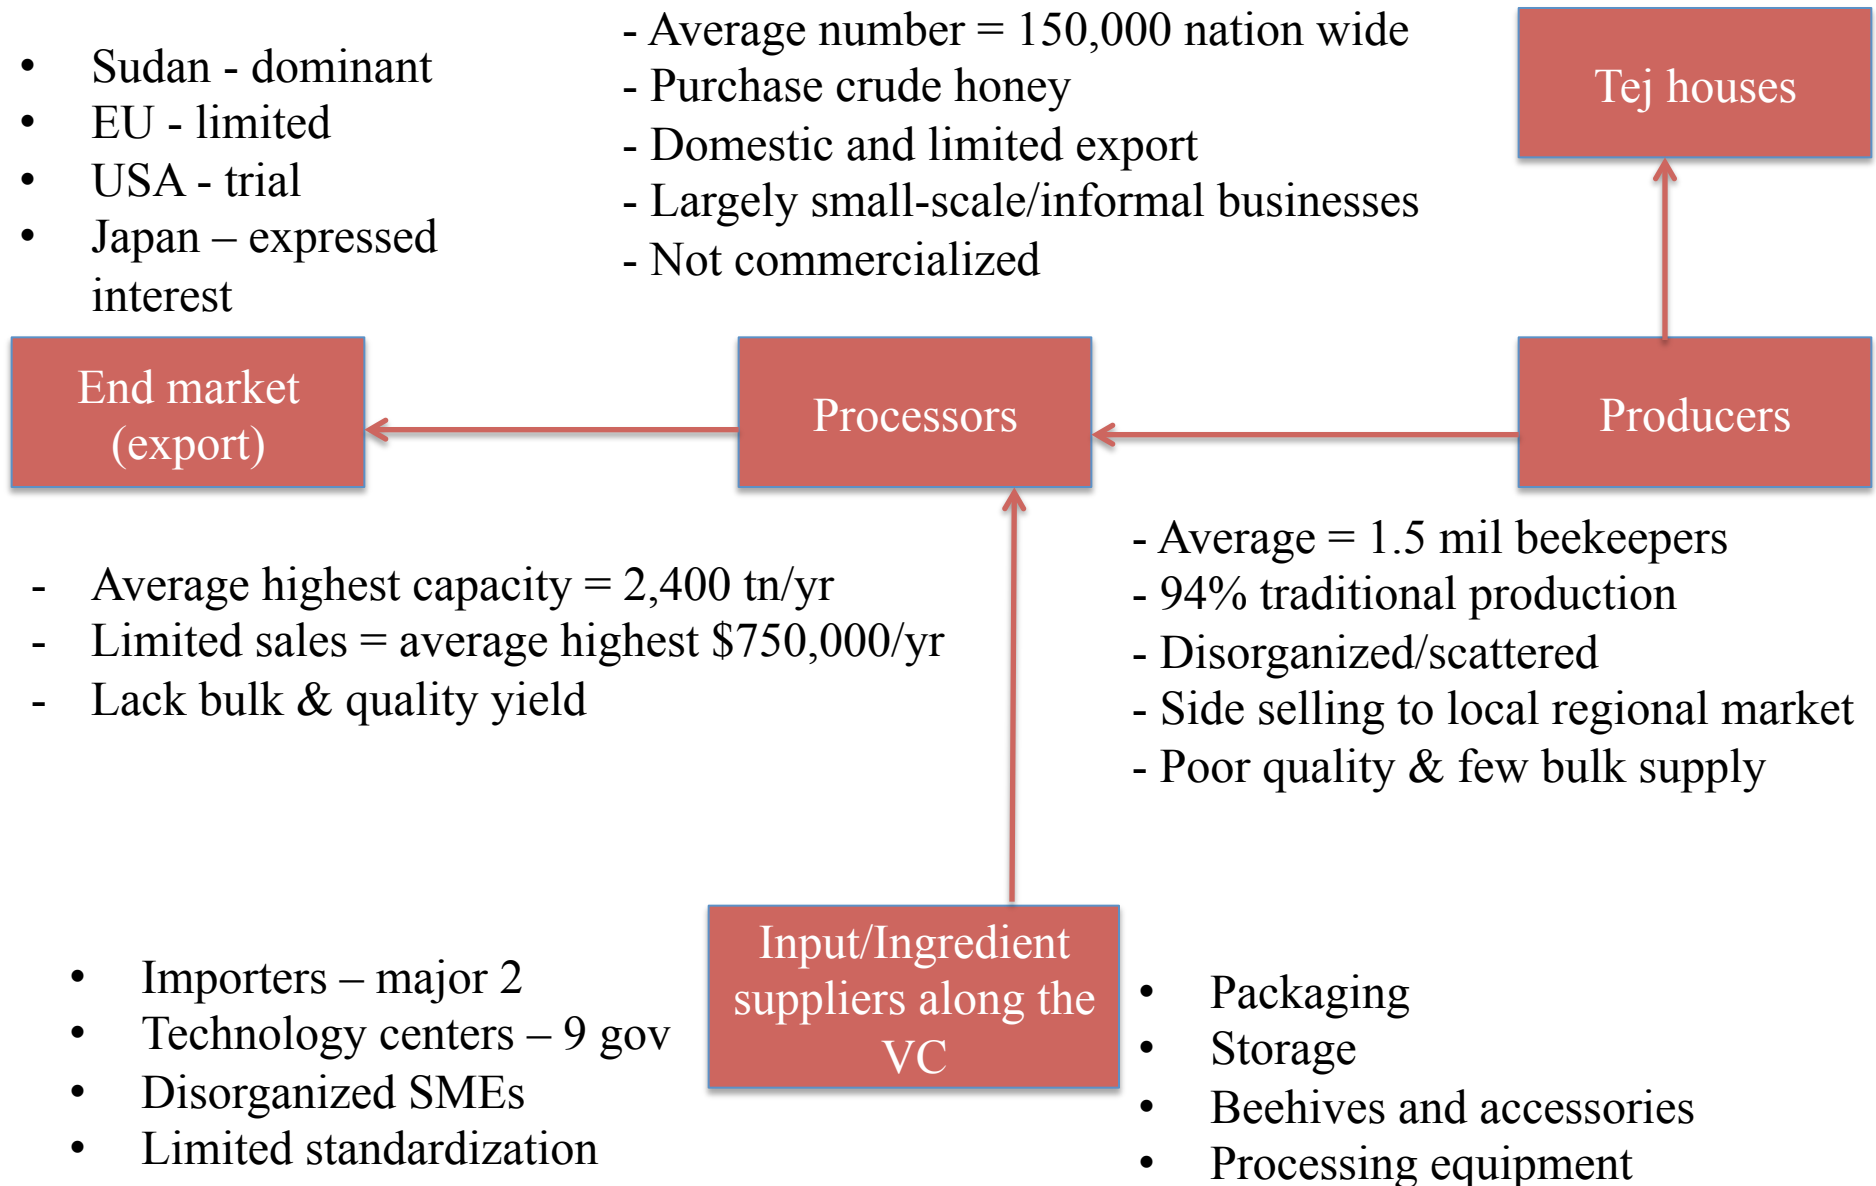 • Sudan - dominant
• EU - limited
• USA - trial
• Japan – expressed
interest
- Average number = 150,000 nation wide
- Purchase crude honey
- Domestic and limited export
- Largely small-scale/informal businesses
- Not commercialized
Tej houses
End market
(export)
Processors
Producers
- Average highest capacity = 2,400 tn/yr
- Limited sales = average highest $750,000/yr
- Lack bulk & quality yield
- Average = 1.5 mil beekeepers
- 94% traditional production
- Disorganized/scattered
- Side selling to local regional market
- Poor quality & few bulk supply
• Importers – major 2
• Technology centers – 9 gov
• Disorganized SMEs
• Limited standardization
Input/Ingredient
suppliers along the
VC
• Packaging
• Storage
• Beehives and accessories
• Processing equipment